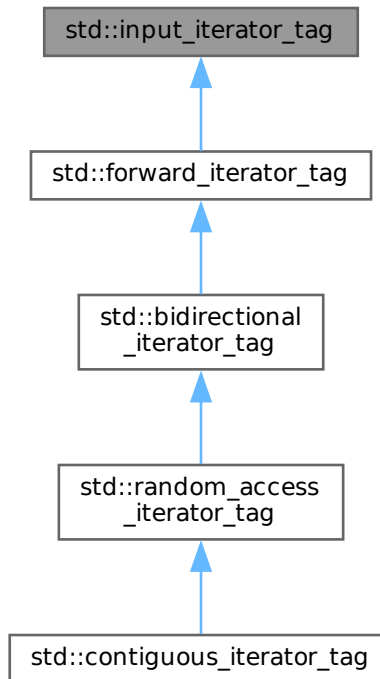 std::input_iterator_tag
std::forward_iterator_tag
std::bidirectional
_iterator_tag
std::random_access
_iterator_tag
std::contiguous_iterator_tag